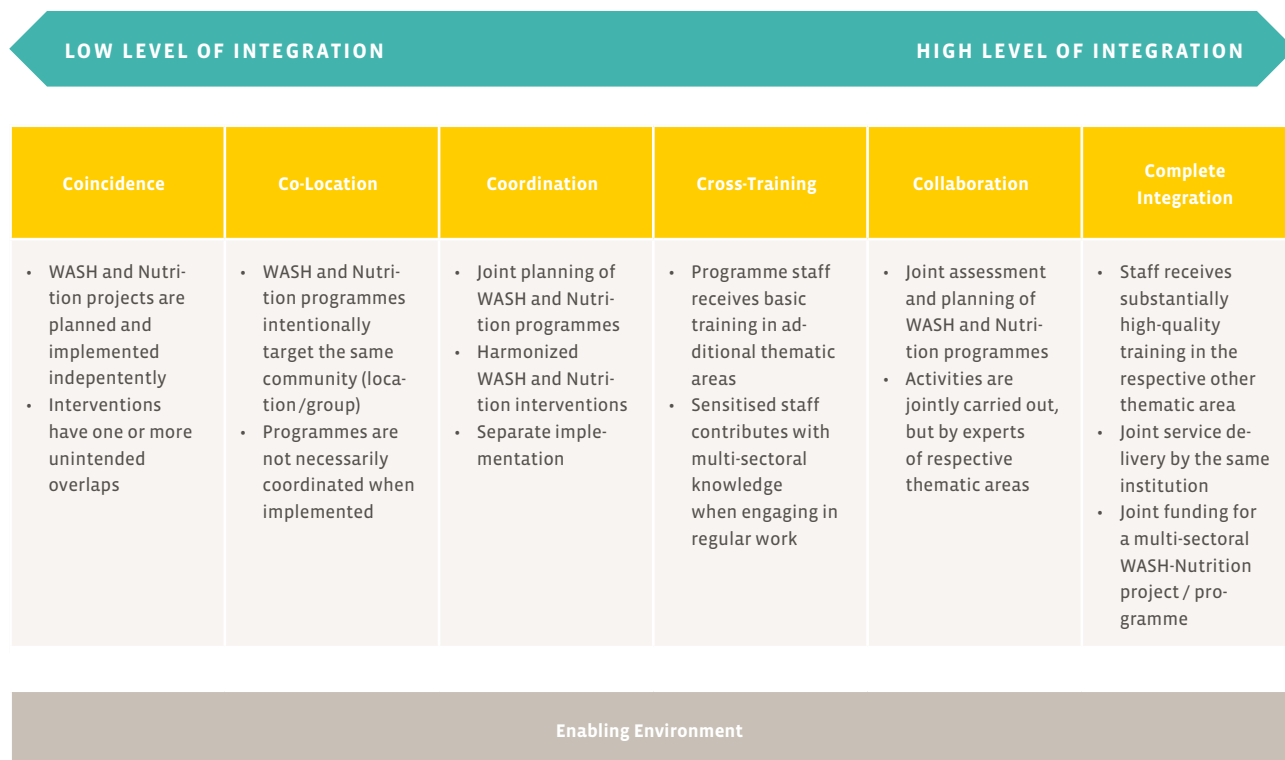 LOW LEVEL OF INTEGRATION
HIGH LEVEL OF INTEGRATION
Coincidence
Co-Location
Coordination
Cross-Training
Collaboration
Complete
Integration
• WASH and Nutri-
tion projects are
planned and
implemented
indepentently
• Interventions
have one or more
unintended
overlaps
• WASH and Nutri-
tion programmes
intentionally
target the same
community (loca-
tion/group)
• Programmes are
not necessarily
coordinated when
implemented
• Joint planning of
WASH and Nutri-
tion programmes
• Harmonized
WASH and Nutri-
tion interventions
• Separate imple-
mentation
• Programme staff
receives basic
training in ad-
ditional thematic
areas
• Sensitised staff
contributes with
multi-sectoral
knowledge
when engaging in
regular work
• Joint assessment
and planning of
WASH and Nutri-
tion programmes
• Activities are
jointly carried out,
but by experts
of respective
thematic areas
• Staff receives
substantially
high-quality
training in the
respective other
thematic area
• Joint service de-
livery by the same
institution
• Joint funding for
a multi-sectoral
WASH-Nutrition
project / pro-
gramme
Enabling Environment